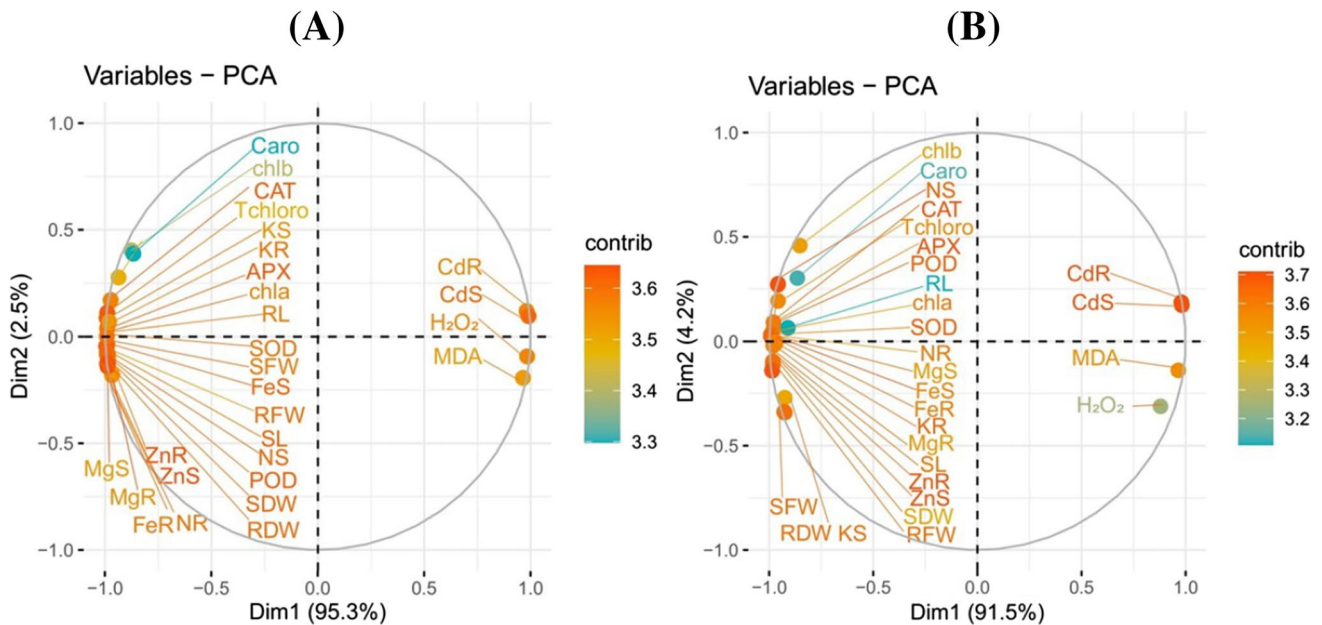 (A)
Variables − PCA
1.0
0.5
0.0
−0.5
−1.0
Dim2 (2.5%)
Caro
chlb
CAT
Tchloro
KS
KR
APX
chla
RL
SOD
SFW
FeS
RFW
SL
NS
POD
SDW
RDW
ZnR
ZnS
MgS
MgR
FeR NR
CdR
CdS
H₂O₂
MDA
−1.0 −0.5 0.0 0.5 1.0
Dim1 (95.3%)
contrib
3.6
3.5
3.4
3.3
(B)
Variables − PCA
1.0
0.5
0.0
−0.5
−1.0
Dim2 (4.2%)
chlb
Caro
NS
CAT
Tchloro
APX
POD
RL
chla
SOD
NR
MgS
FeS
FeR
KR
MgR
SL
ZnR
ZnS
SDW
RFW
SFW
RDW KS
CdR
CdS
MDA
H₂O₂
−1.0 −0.5 0.0 0.5 1.0
Dim1 (91.5%)
contrib
3.7
3.6
3.5
3.4
3.3
3.2